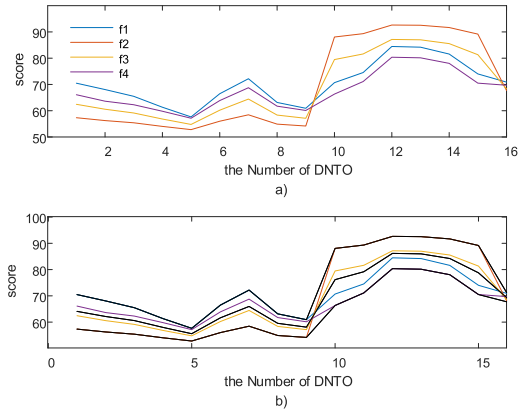 90
80
70
60
50
score
f1
f2
f3
f4
2 4 6 8 10 12 14 16
the Number of DNTO
a)
100
90
80
70
60
score
0 5 10 15
the Number of DNTO
b)